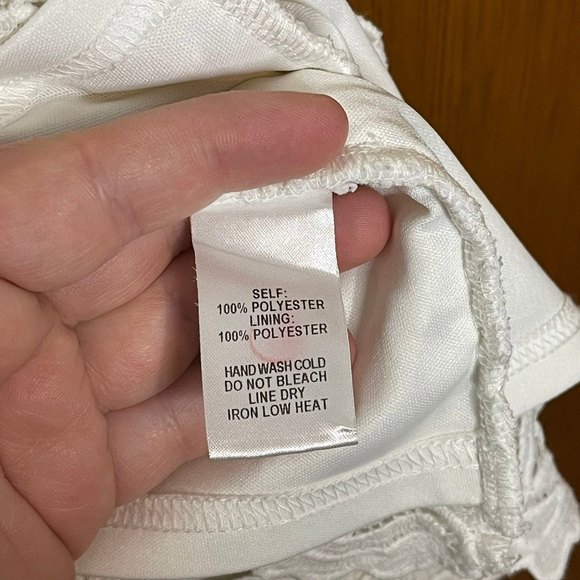 SELF:
100% POLYESTER
LINING:
100% POLYESTER
HAND WASH COLD
DO NOT BLEACH
LINE DRY
IRON LOW HEAT